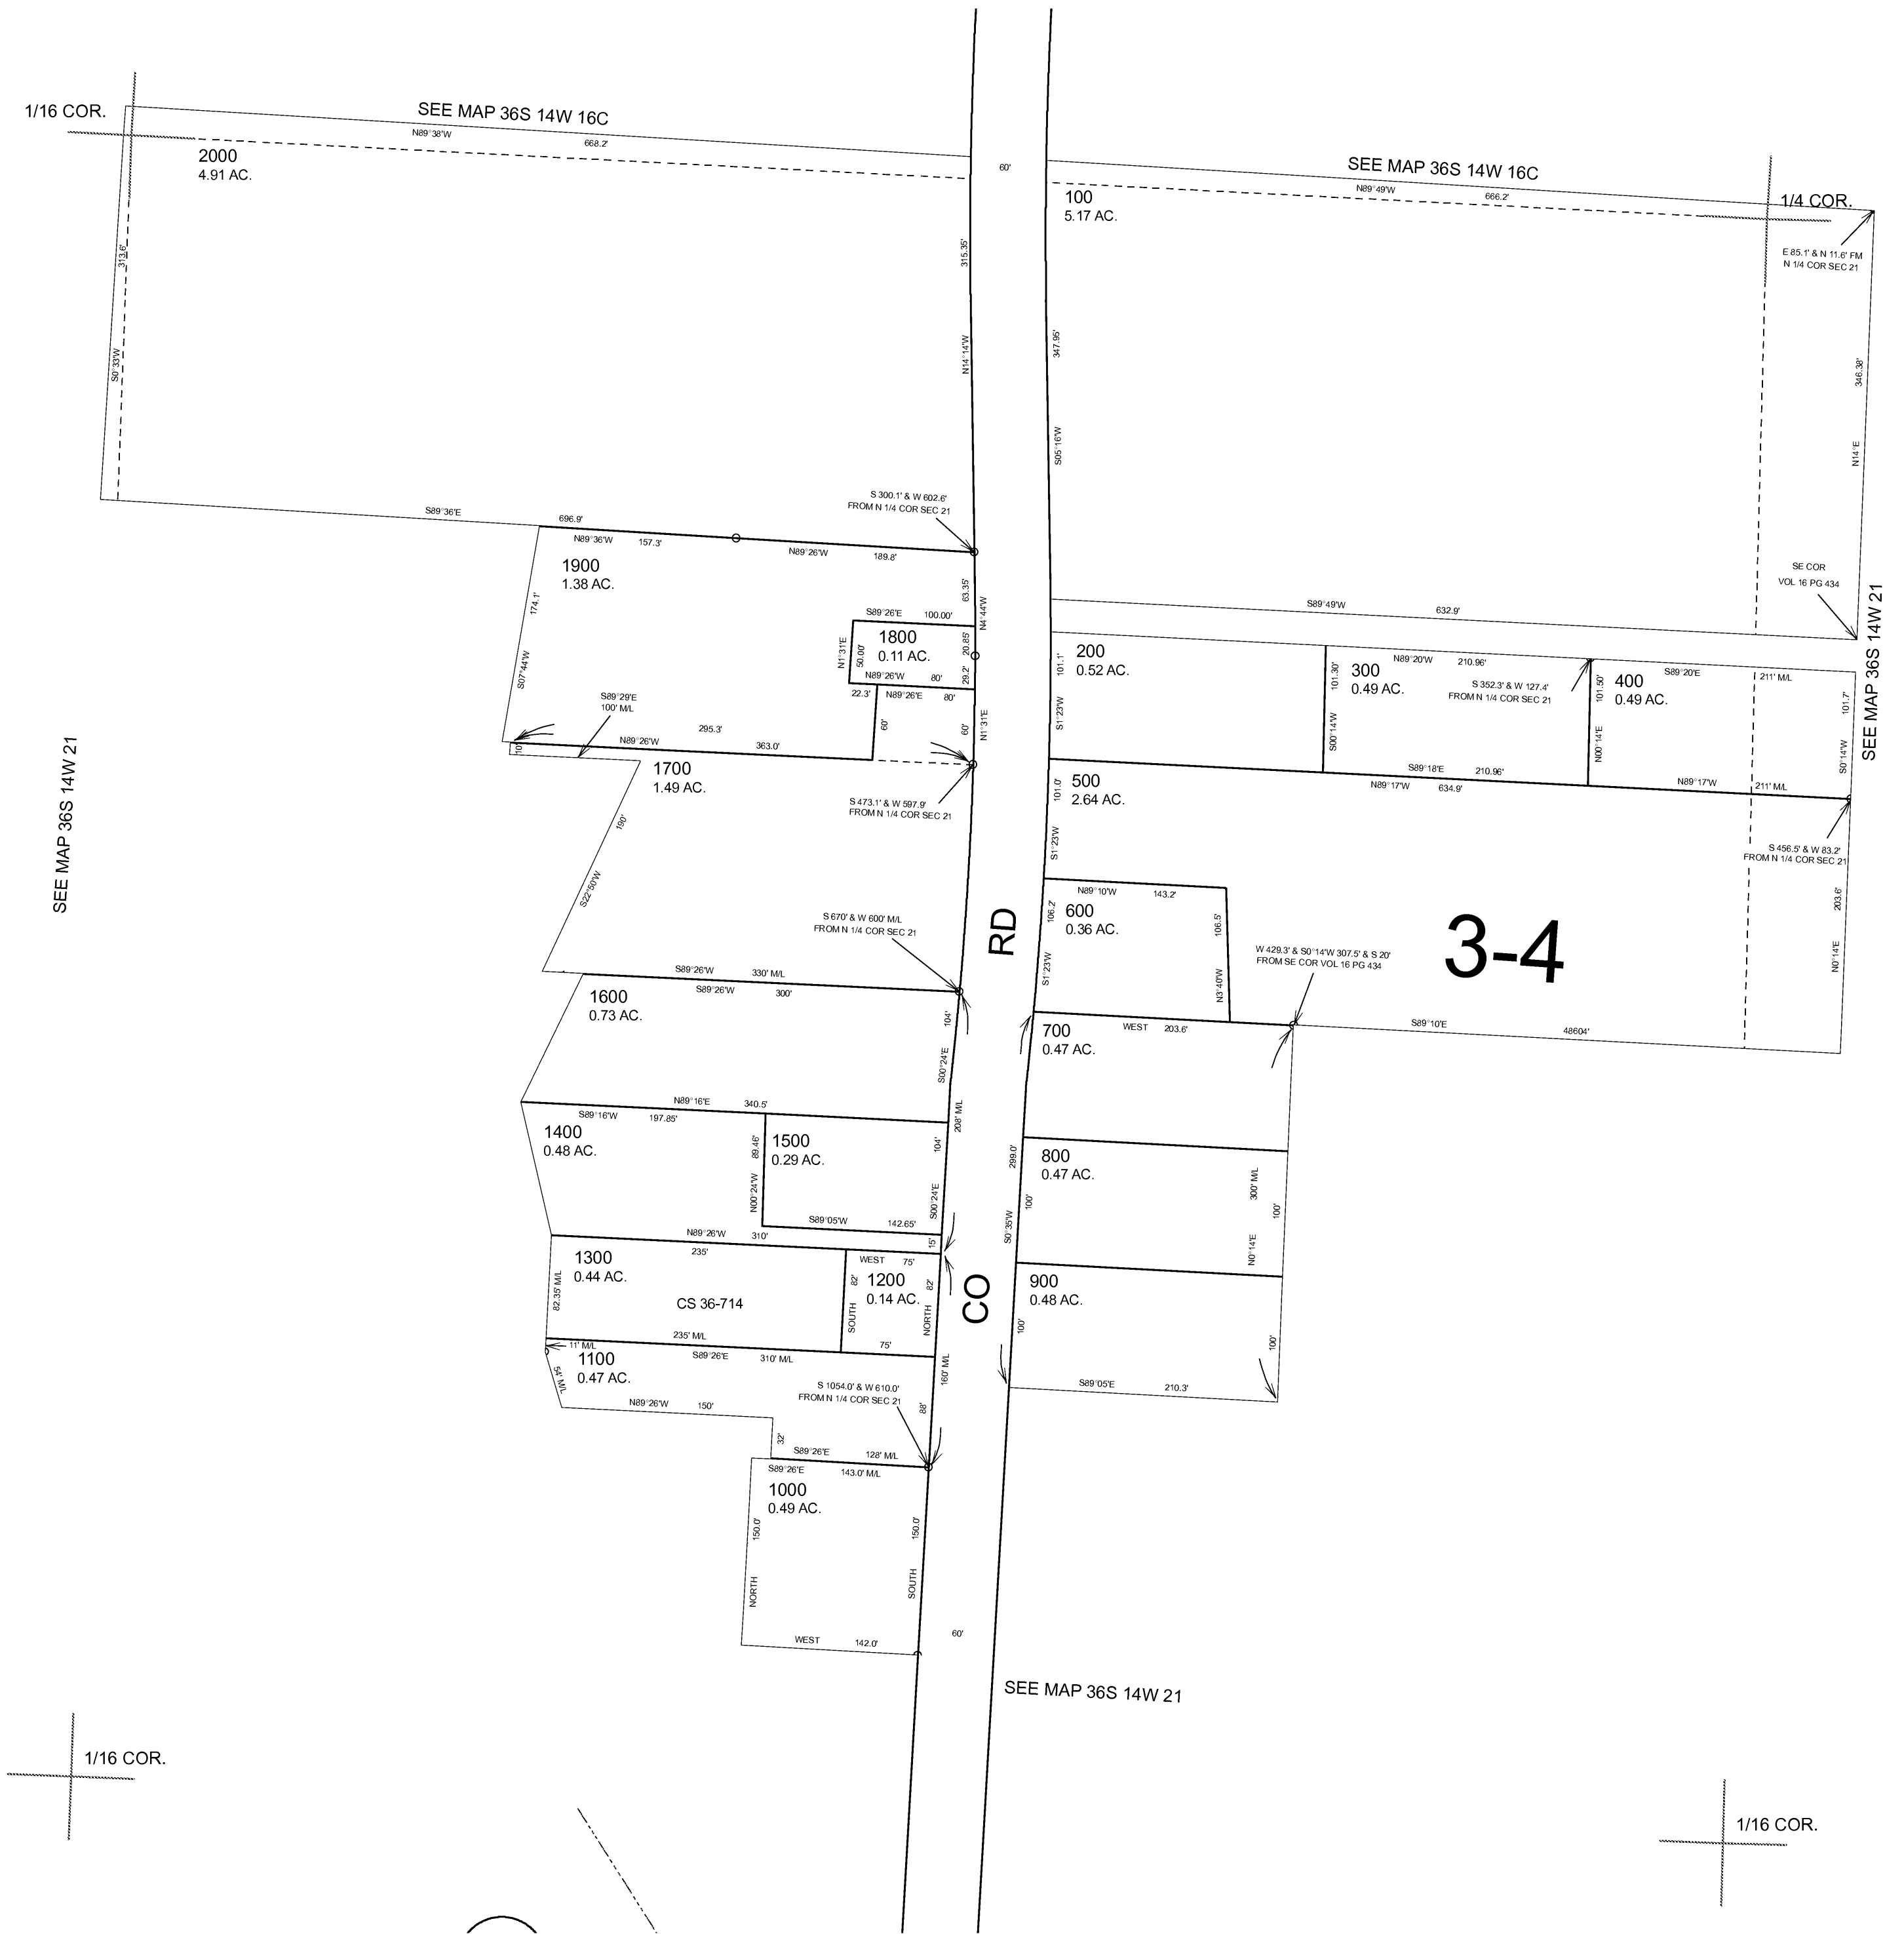 1/16 COR.
SEE MAP 36S 14W 16C
N89°38'W
668.2'
2000
4.91 AC.
313.6'
S0°33'W
315.35'
N14°14'W
60'
SEE MAP 36S 14W 16C
N89°49'W
666.2'
1/4 COR.
100
5.17 AC.
E 85.1' & N 11.6' FM
N 1/4 COR SEC 21
347.95'
S05°16'W
346.38'
N14°E
S 300.1' & W 602.6'
FROM N 1/4 COR SEC 21
S89°36'E
696.9'
N89°36'W
157.3'
N89°26'W
189.8'
1900
1.38 AC.
174.1'
S07°44'W
63.35'
N4°44'W
S89°26'E
100.00'
1800
0.11 AC.
N1°31'E
50.00'
20.85'
29.2'
N89°26'W
80'
22.3'
N89°26'E
80'
60'
60'
N1°31'E
S89°29'E
100' M/L
295.3'
10'
N89°26'W
363.0'
SE COR
VOL 16 PG 434
S89°49'W
632.9'
SEE MAP 36S 14W 21
200
0.52 AC.
101.1'
S1°23'W
101.30'
S00°14'W
300
0.49 AC.
N89°20'W
210.96'
S 352.3' & W 127.4'
FROM N 1/4 COR SEC 21
101.50'
N00°14'E
400
0.49 AC.
S89°20'E
211' M/L
101.7'
S0°14'W
S89°18'E
210.96'
N89°17'W
634.9'
N89°17'W
211' M/L
SEE MAP 36S 14W 21
1700
1.49 AC.
S 473.1' & W 597.9'
FROM N 1/4 COR SEC 21
190'
S22°50'W
500
2.64 AC.
101.0'
S1°23'W
S 456.5' & W 83.2'
FROM N 1/4 COR SEC 21
203.6'
N0°14'E
N89°10'W
143.2'
600
0.36 AC.
106.2'
S1°23'W
106.5'
N3°40'W
RD
3-4
W 429.3' & S0°14'W 307.5' & S 20'
FROM SE COR VOL 16 PG 434
S 670' & W 600' M/L
FROM N 1/4 COR SEC 21
S89°26'W
330' M/L
S89°26'W
300'
1600
0.73 AC.
104'
S00°24'E
WEST
203.6'
S89°10'E
48604'
700
0.47 AC.
N89°16'E
340.5'
S89°16'W
197.85'
208' M/L
1400
0.48 AC.
89.46'
N00°24'W
1500
0.29 AC.
104'
S00°24'E
S89°05'W
142.65'
299.0'
S0°35'W
800
0.47 AC.
100'
300' M/L
N0°14'E
100'
N89°26'W
310'
15'
235'
1300
0.44 AC.
82.35' M/L
CS 36-714
WEST
75'
1200
0.14 AC.
82'
SOUTH
82'
NORTH
75'
CO
900
0.48 AC.
100'
100'
S89°05'E
210.3'
235' M/L
11' M/L
S89°26'E
310' M/L
1100
0.47 AC.
54' M/L
160' M/L
88'
S 1054.0' & W 610.0'
FROM N 1/4 COR SEC 21
N89°26'W
150'
32'
S89°26'E
128' M/L
S89°26'E
143.0' M/L
1000
0.49 AC.
150.0'
NORTH
150.0'
SOUTH
WEST
142.0'
60'
SEE MAP 36S 14W 21
1/16 COR.
1/16 COR.